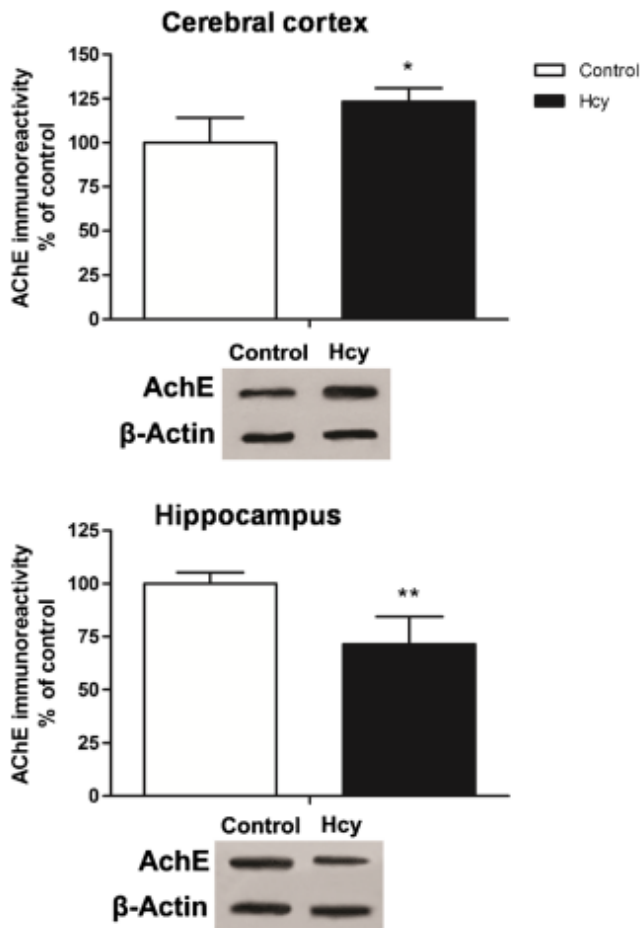 Cerebral cortex
AChE immunoreactivity
% of control
150
125
100
75
50
25
0
*
Control
Hcy
Control Hcy
AchE
β-Actin
Hippocampus
AChE immunoreactivity
% of control
125
100
75
50
25
0
**
Control Hcy
AchE
β-Actin